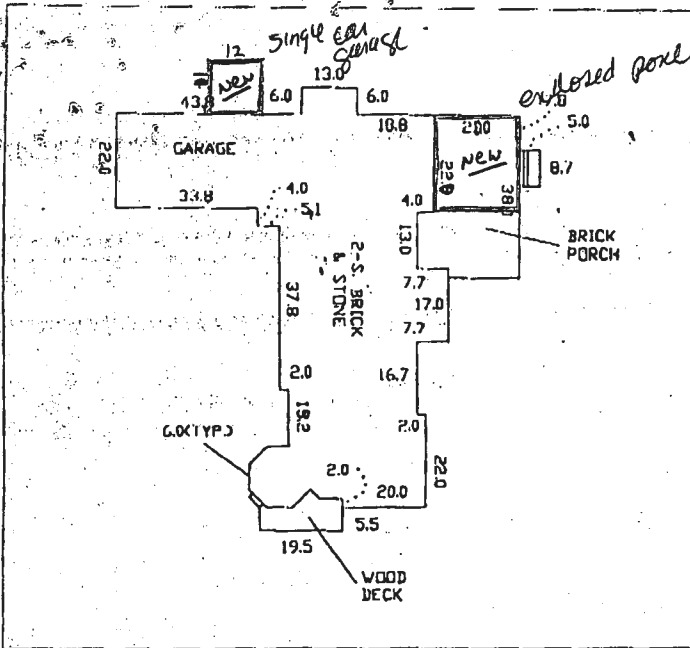 single car
garage
12
New
13.0
43.8
6.0
6.0
enclosed
5.0
10.8
20.0
22.0
GARAGE
New
22.0
8.7
33.8
4.0
5.1
4.0
38.0
13.0
BRICK
PORCH
2-S. BRICK
& STONE
7.7
17.0
37.8
7.7
2.0
16.7
18.2
2.0
6.0(TYP.)
2.0
22.0
20.0
5.5
19.5
WOOD
DECK